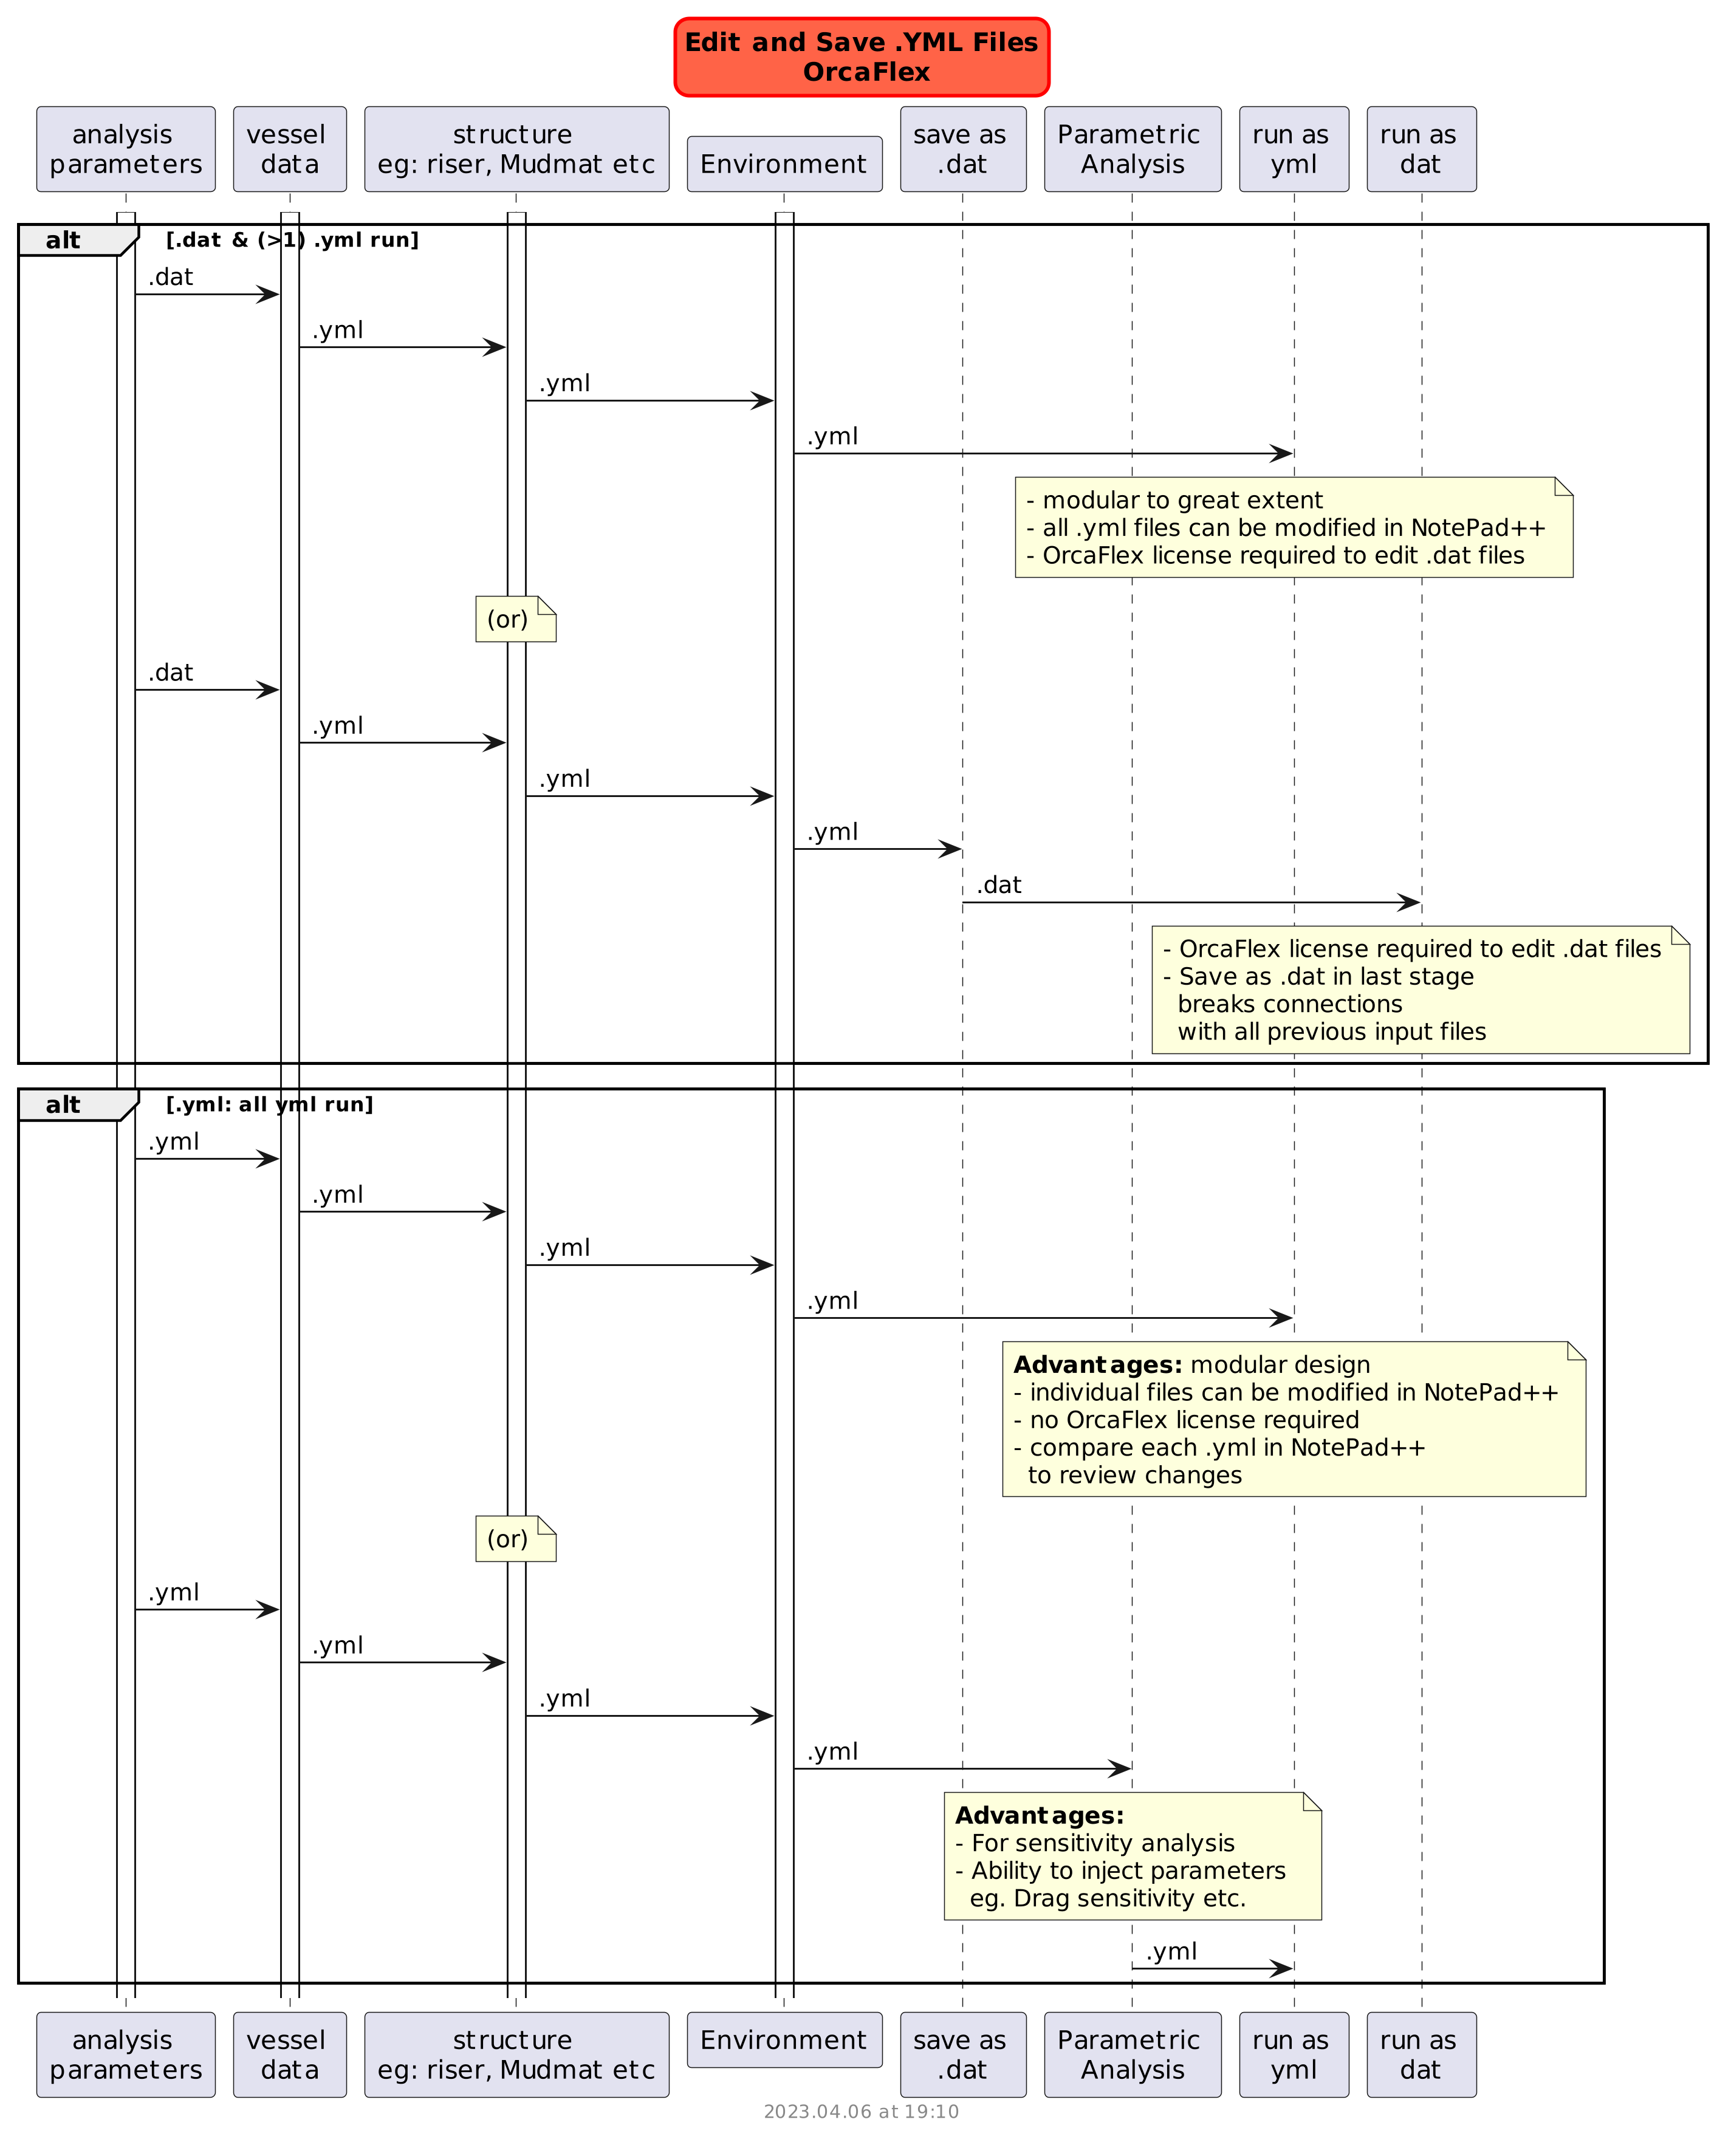 Edit and Save .YML Files
OrcaFlex
analysis
parameters
vessel
data
structure
eg: riser, Mudmat etc
Environment
save as
.dat
Parametric
Analysis
run as
yml
run as
dat
alt
[.dat & (>1) .yml run]
.dat
.yml
.yml
.yml
- modular to great extent
- all .yml files can be modified in NotePad++
- OrcaFlex license required to edit .dat files
(or)
.dat
.yml
.yml
.yml
.dat
- OrcaFlex license required to edit .dat files
- Save as .dat in last stage
breaks connections
with all previous input files
alt
[.yml: all yml run]
.yml
.yml
.yml
.yml
Advantages: modular design
- individual files can be modified in NotePad++
- no OrcaFlex license required
- compare each .yml in NotePad++
to review changes
(or)
.yml
.yml
.yml
.yml
Advantages:
- For sensitivity analysis
- Ability to inject parameters
eg. Drag sensitivity etc.
.yml
analysis
parameters
vessel
data
structure
eg: riser, Mudmat etc
Environment
save as
.dat
Parametric
Analysis
run as
yml
run as
dat
2023.04.06 at 19:10